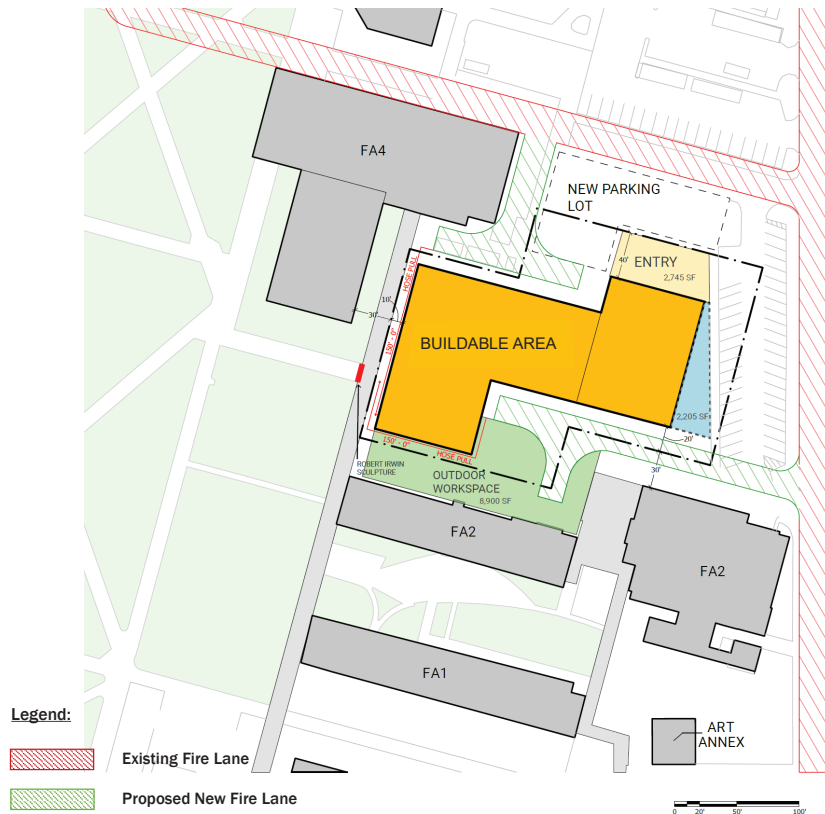 FA4
NEW PARKING
LOT
ENTRY
2,745 SF
40'
HOSE PULL
10'
30'
150' - 0"
BUILDABLE AREA
2,205 SF
20'
150' - 0"
HOSE PULL
ROBERT IRWIN
SCULPTURE
OUTDOOR
WORKSPACE
8,900 SF
30'
FA2
FA2
FA1
Legend:
ART
ANNEX
Existing Fire Lane
Proposed New Fire Lane
0 20' 50' 100'